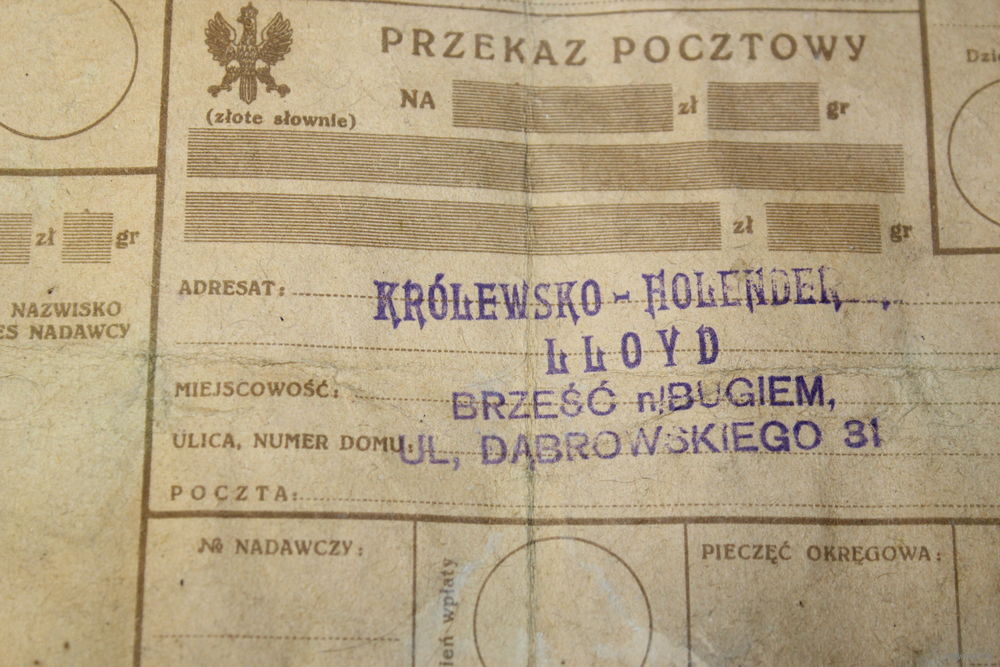 PRZEKAZ POCZTOWY
NA zł gr
(złote słownie)
zł gr
zł gr
NAZWISKO
NADAWCY
ADRESAT:
KRÓLEWSKO-HOLENDER
LLOYD
MIEJSCOWOŚĆ:
BRZEŚĆ n/BUGIEM,
ULICA, NUMER DOMU:
UL, DĄBROWSKIEGO 31
POCZTA:
№ NADAWCZY:
wpłaty
PIECZĘĆ OKRĘGOWA: